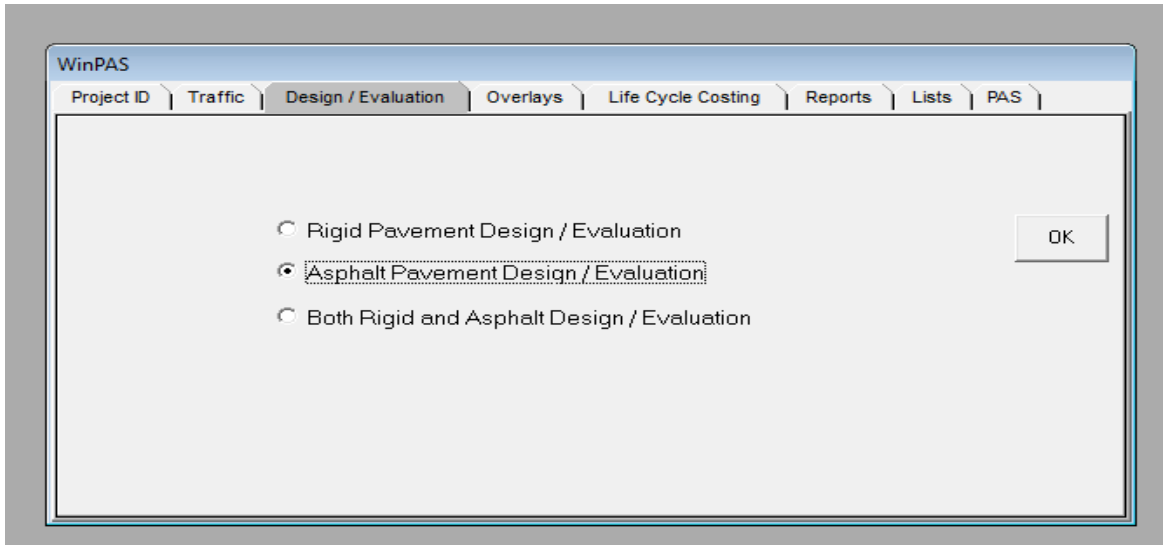 WinPAS
Project ID Traffic Design / Evaluation Overlays Life Cycle Costing Reports Lists PAS
Rigid Pavement Design / Evaluation
OK
Asphalt Pavement Design / Evaluation
Both Rigid and Asphalt Design / Evaluation